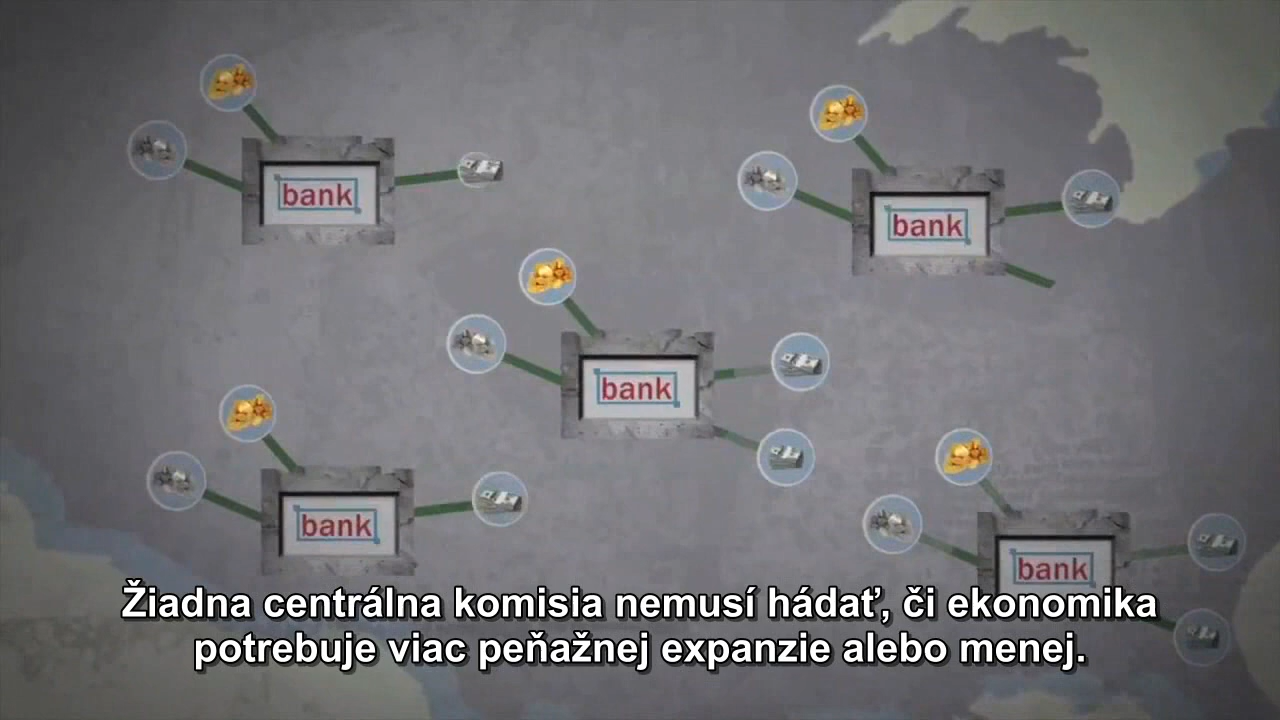 bank
bank
bank
bank
bank
Žiadna centrálna komisia nemusí hádať, či ekonomika
potrebuje viac peňažnej expanzie alebo menej.